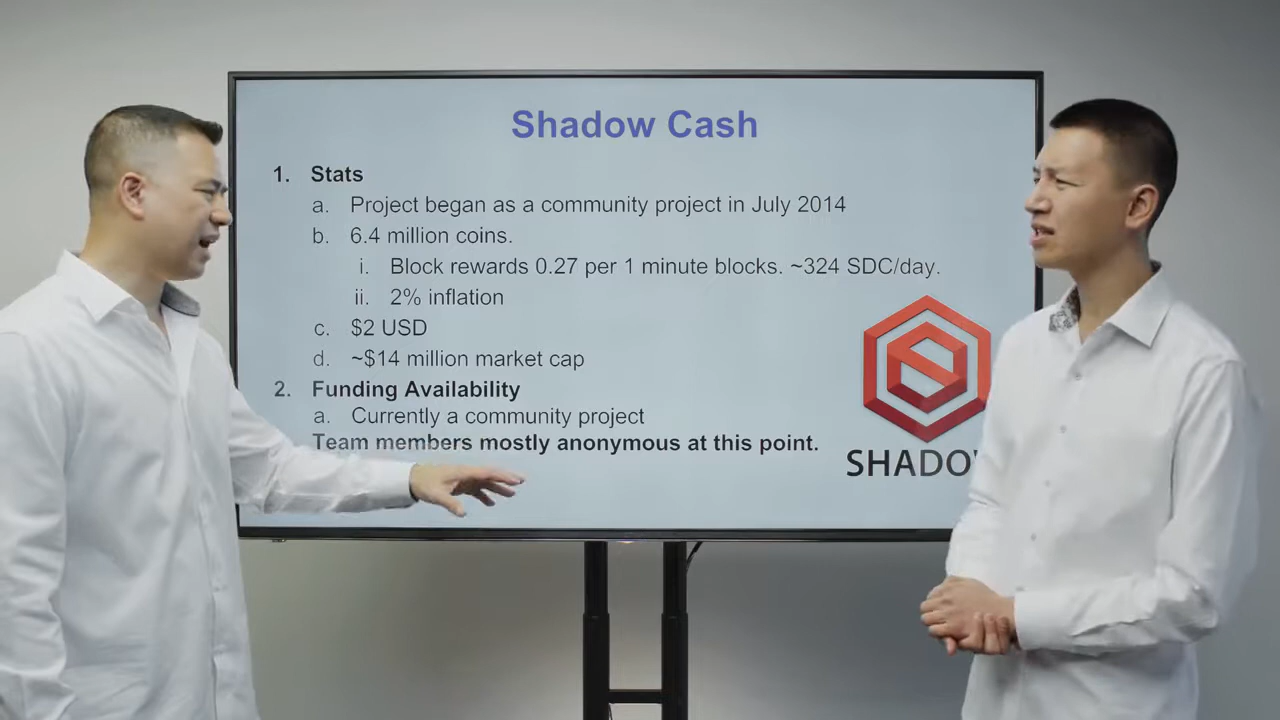 Shadow Cash
1. Stats
a. Project began as a community project in July 2014
b. 6.4 million coins.
i. Block rewards 0.27 per 1 minute blocks. ~324 SDC/day.
ii. 2% inflation
c. $2 USD
d. ~$14 million market cap
2. Funding Availability
a. Currently a community project
Team members mostly anonymous at this point.
SHADO